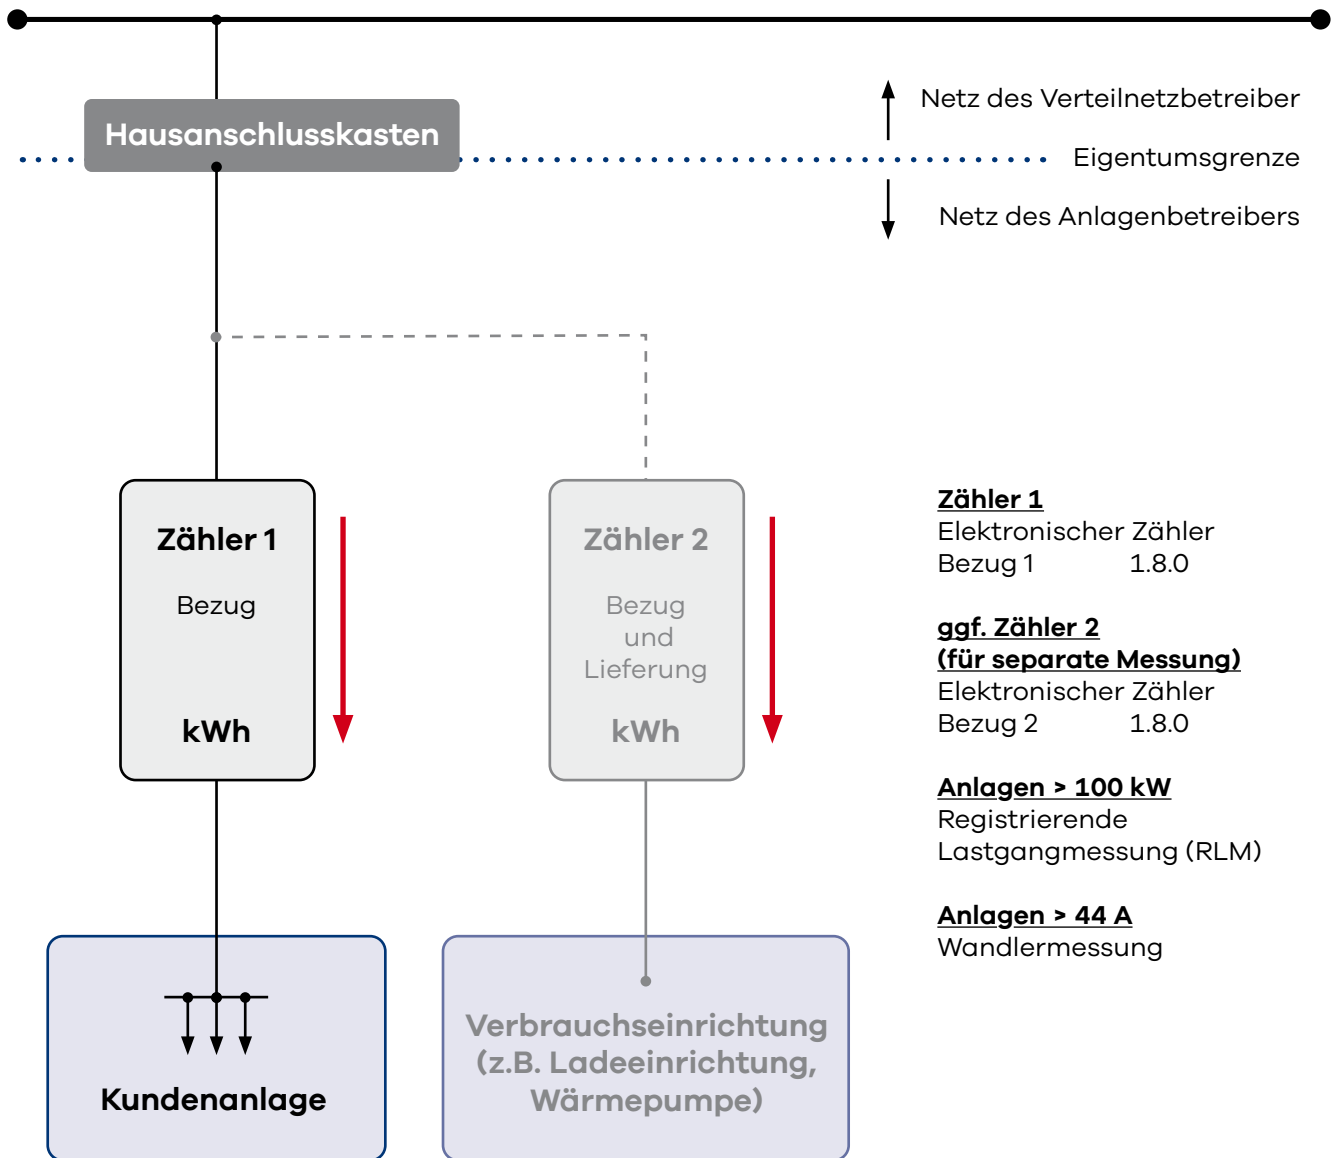 Hausanschlusskasten
Netz des Verteilnetzbetreiber
Eigentumsgrenze
Netz des Anlagenbetreibers
Zähler 1
Bezug
kWh
Zähler 2
Bezug
und
Lieferung
kWh
Zähler 1
Elektronischer Zähler
Bezug 1 1.8.0
ggf. Zähler 2
(für separate Messung)
Elektronischer Zähler
Bezug 2 1.8.0
Anlagen > 100 kW
Registrierende
Lastgangmessung (RLM)
Anlagen > 44 A
Wandlermessung
Kundenanlage
Verbrauchseinrichtung
(z.B. Ladeeinrichtung,
Wärmepumpe)